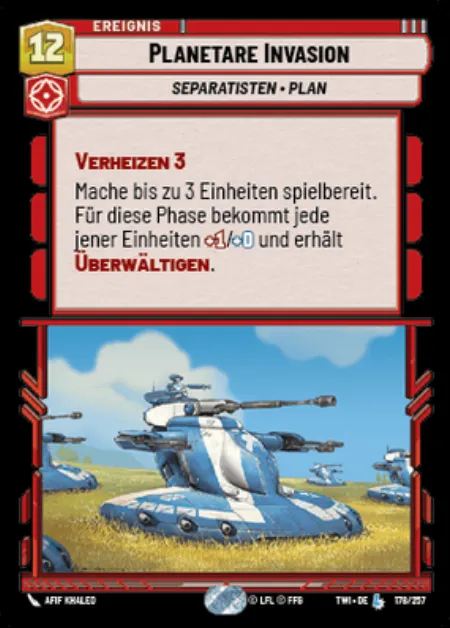 EREIGNIS
12
PLANETARE INVASION
SEPARATISTEN • PLAN
VERHEIZEN 3
Mache bis zu 3 Einheiten spielbereit.
Für diese Phase bekommt jede
jener Einheiten +1/+0 und erhält
ÜBERWÄLTIGEN.
AFIF KHALED
© LFL © FFG
TWI • DE
178/257